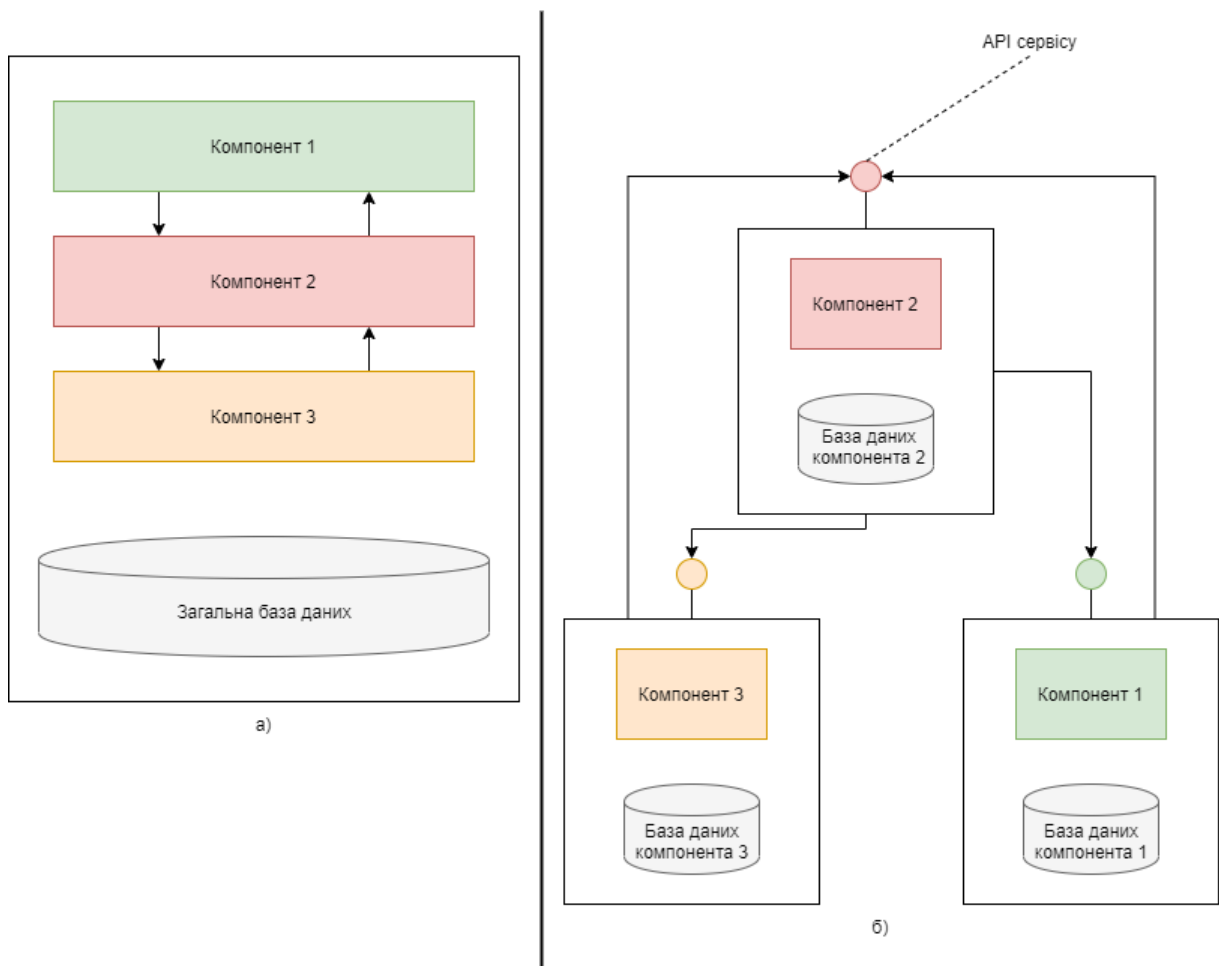 Компонент 1
Компонент 2
Компонент 3
Загальна база даних
а)
API сервісу
Компонент 2
База даних
компонента 2
Компонент 3
База даних
компонента 3
Компонент 1
База даних
компонента 1
б)